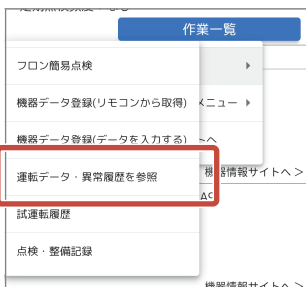 作業一覧
フロン簡易点検
機器データ登録(リモコンから取得)
メニュー
機器データ登録(データを入力する)
へ
運転データ・異常履歴を参照
機器情報サイトへ >
AC
試運転履歴
点検・整備記録
機器情報サイトへ >